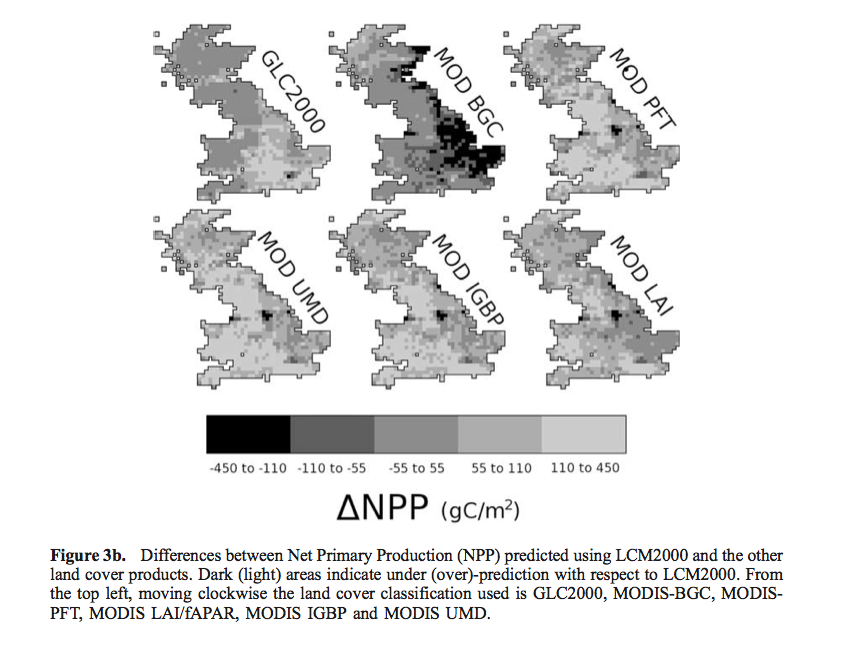 GLC2000
MOD BGC
MOD PFT
MOD UMD
MOD IGBP
MOD LAI
-450 to -110 -110 to -55 -55 to 55 55 to 110 110 to 450
ΔNPP (gC/m²)
Figure 3b. Differences between Net Primary Production (NPP) predicted using LCM2000 and the other
land cover products. Dark (light) areas indicate under (over)-prediction with respect to LCM2000. From
the top left, moving clockwise the land cover classification used is GLC2000, MODIS-BGC, MODIS-
PFT, MODIS LAI/fAPAR, MODIS IGBP and MODIS UMD.